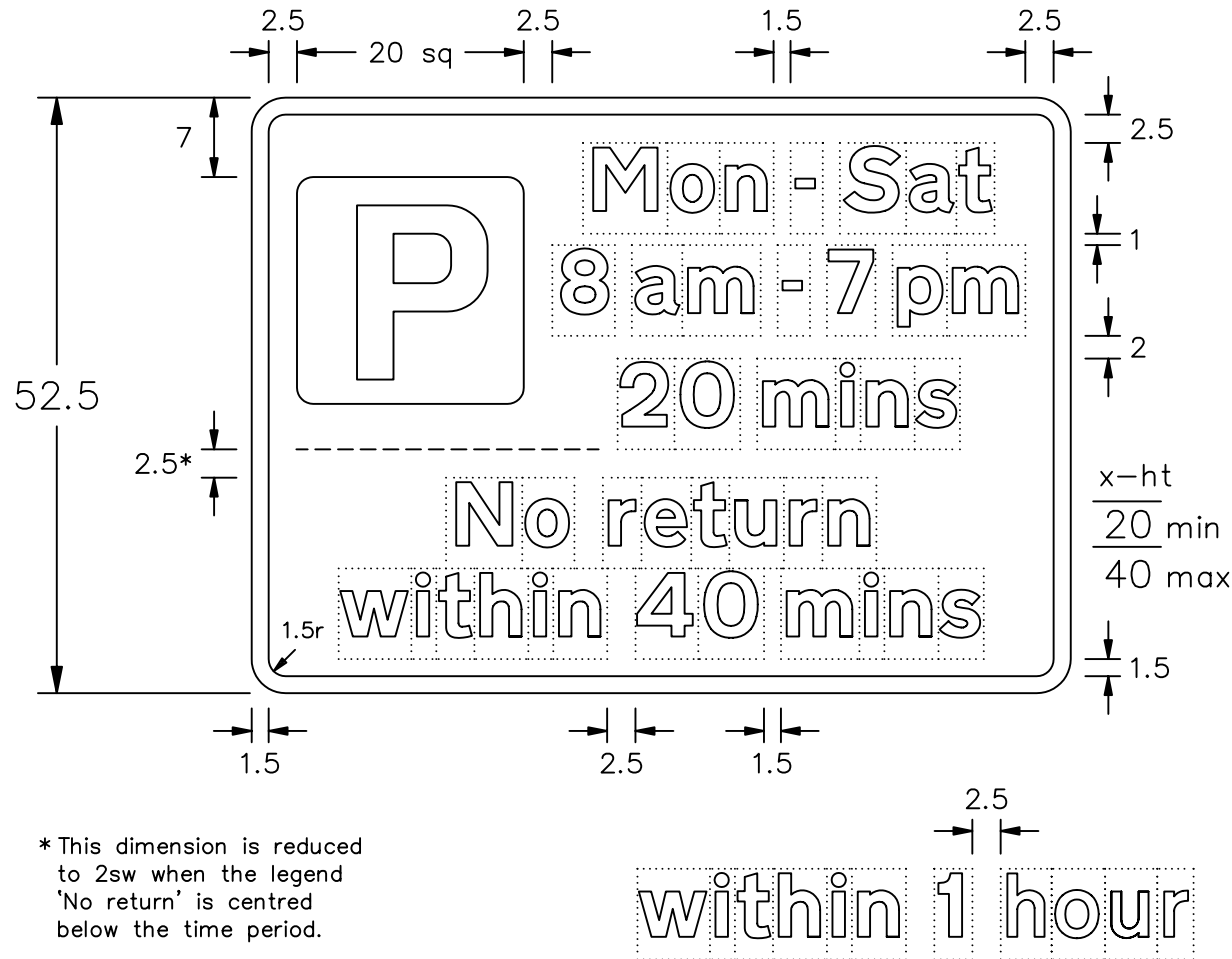 2.5 2.5 1.5 2.5
20 sq
7
2.5
Mon - Sat
P
1
8 am - 7 pm
2
52.5
20 mins
2.5*
x-ht
20 min
40 max
No return
within 40 mins
1.5r
1.5
1.5 2.5 1.5
2.5
* This dimension is reduced
to 2sw when the legend
'No return' is centred
below the time period.
within 1 hour